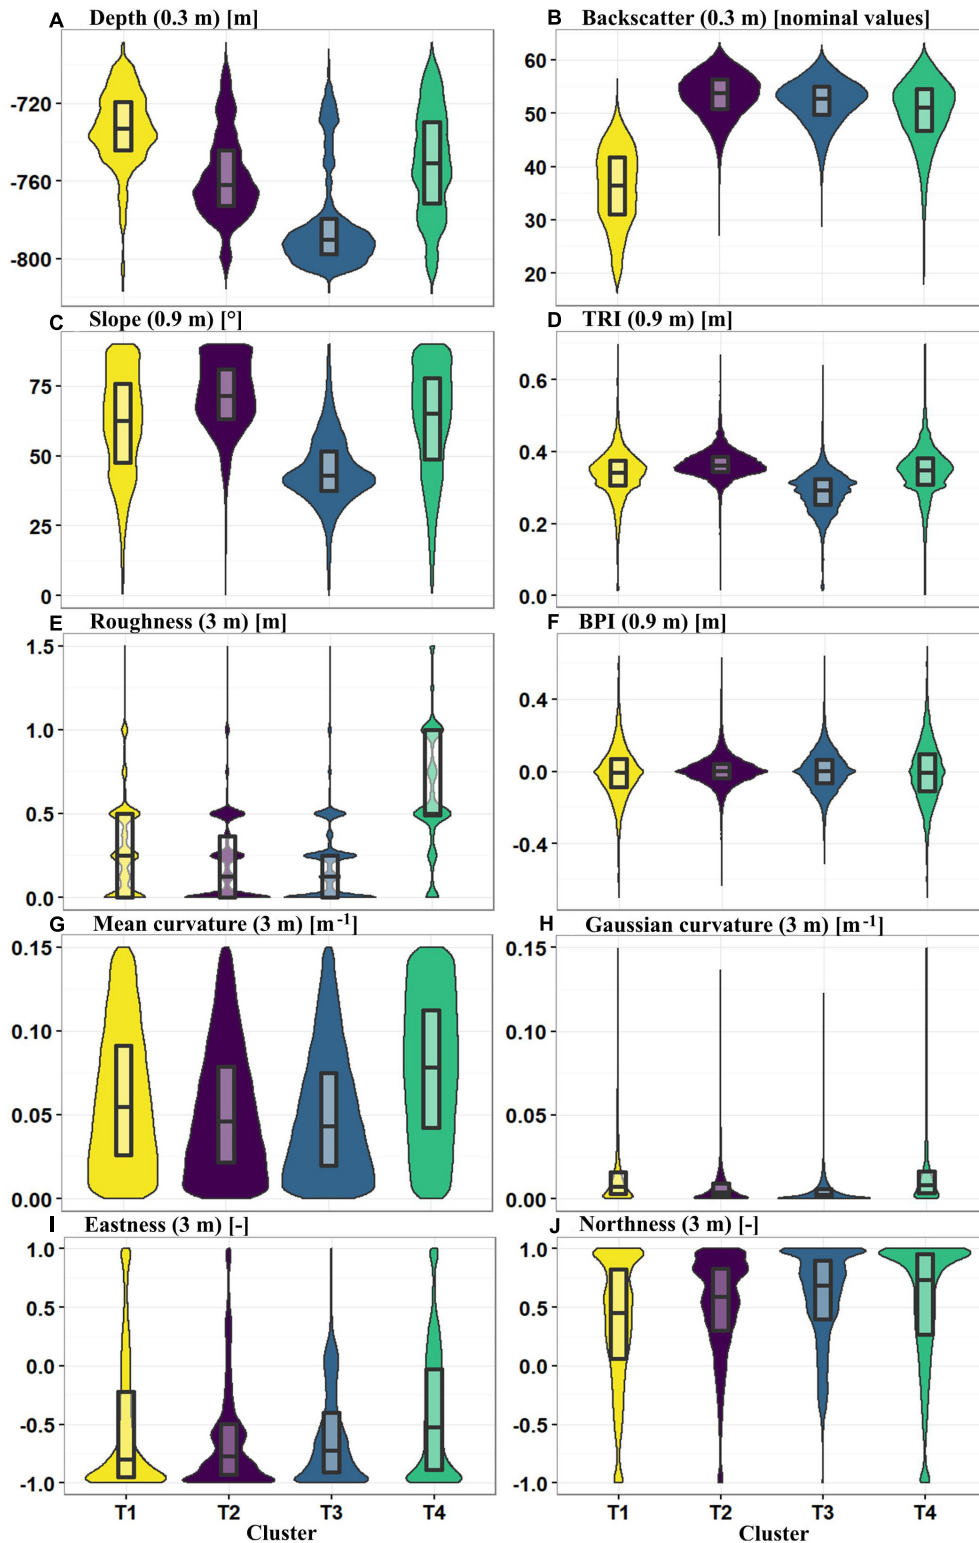 A Depth (0.3 m) [m]
-720
-760
-800
B Backscatter (0.3 m) [nominal values]
60
50
40
30
20
C Slope (0.9 m) [°]
75
50
25
0
D TRI (0.9 m) [m]
0.6
0.4
0.2
0.0
E Roughness (3 m) [m]
1.5
1.0
0.5
0.0
F BPI (0.9 m) [m]
0.4
0.0
-0.4
G Mean curvature (3 m) [m-1]
0.15
0.10
0.05
0.00
H Gaussian curvature (3 m) [m-1]
0.15
0.10
0.05
0.00
I Eastness (3 m) [-]
1.0
0.5
0.0
-0.5
-1.0
T1 T2 T3 T4
Cluster
J Northness (3 m) [-]
1.0
0.5
0.0
-0.5
-1.0
T1 T2 T3 T4
Cluster